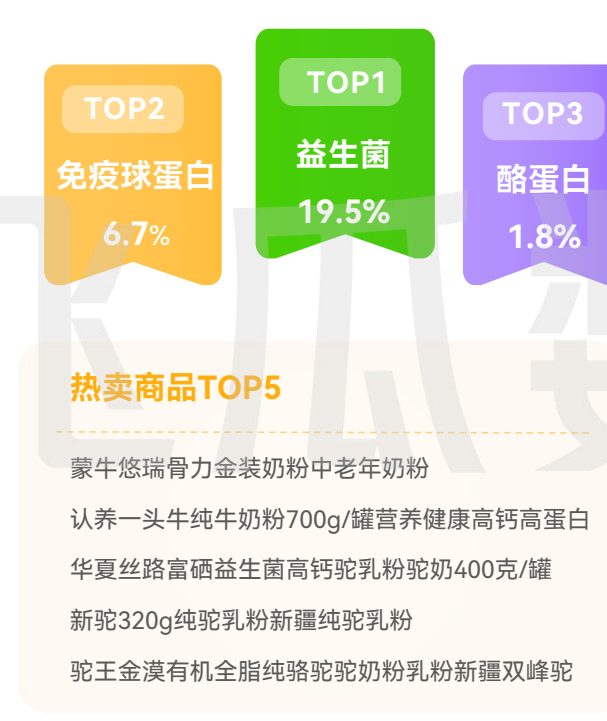 TOP2
免疫球蛋白
6.7%
TOP1
益生菌
19.5%
TOP3
酪蛋白
1.8%
热卖商品TOP5
蒙牛悠瑞骨力金装奶粉中老年奶粉
认养一头牛纯牛奶粉700g/罐营养健康高钙高蛋白
华夏丝路富硒益生菌高钙驼乳粉驼奶400克/罐
新驼320g纯驼乳粉新疆纯驼乳粉
驼王金漠有机全脂纯骆驼驼奶粉乳粉新疆双峰驼
飞瓜